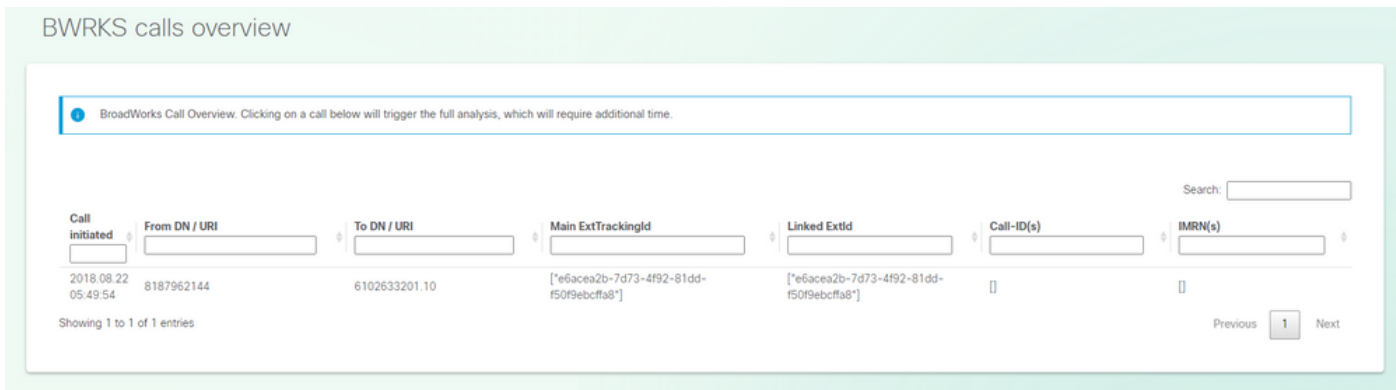 BWRKS calls overview
BroadWorks Call Overview. Clicking on a call below will trigger the full analysis, which will require additional time.
Search:
Call initiated From DN / URI To DN / URI Main ExtTrackingId Linked ExtId Call-ID(s) IMRN(s)
2018.08.22 05:49:54 8187962144 6102633201.10 ["e6acea2b-7d73-4f92-81dd-f50f9ebcffa8"] ["e6acea2b-7d73-4f92-81dd-f50f9ebcffa8"] [] []
Showing 1 to 1 of 1 entries
Previous 1 Next